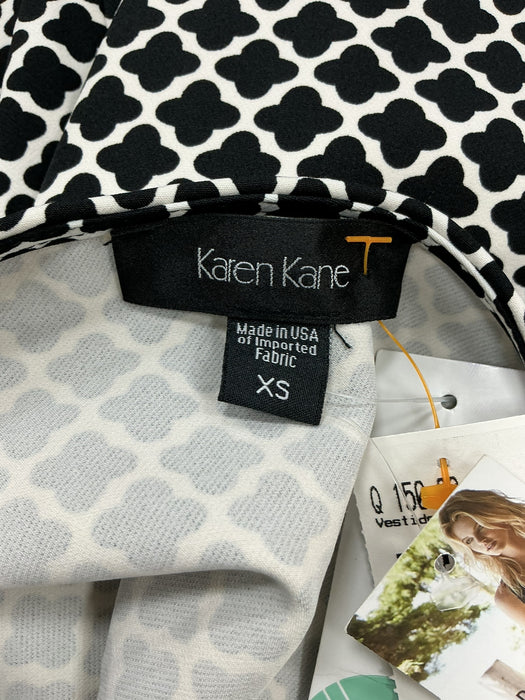 Karen Kane
Made in USA
of Imported
Fabric
XS
Q 150
Vestid